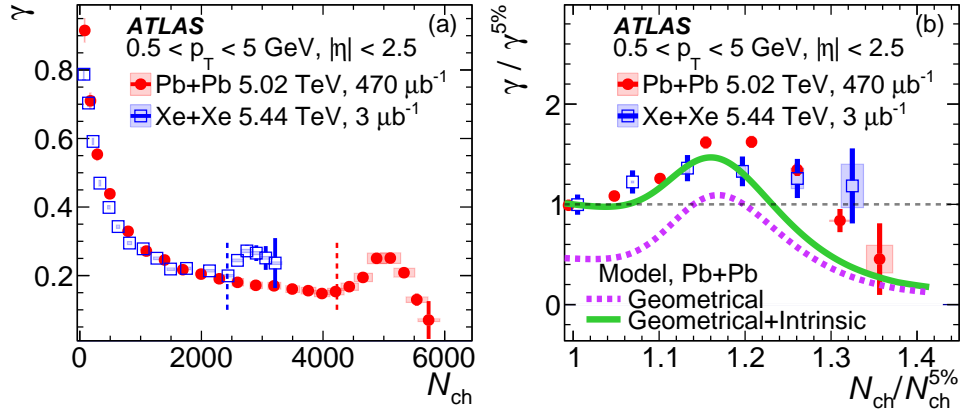 γ
ATLAS
(a)
0.5 < p_T < 5 GeV, |η| < 2.5
Pb+Pb 5.02 TeV, 470 μb⁻¹
Xe+Xe 5.44 TeV, 3 μb⁻¹
0.8
0.6
0.4
0.2
0
0
2000
4000
6000
N_ch
γ / γ^5%
ATLAS
(b)
0.5 < p_T < 5 GeV, |η| < 2.5
Pb+Pb 5.02 TeV, 470 μb⁻¹
Xe+Xe 5.44 TeV, 3 μb⁻¹
2
1
0
Model, Pb+Pb
Geometrical
Geometrical+Intrinsic
1
1.1
1.2
1.3
1.4
N_ch/N_ch^5%